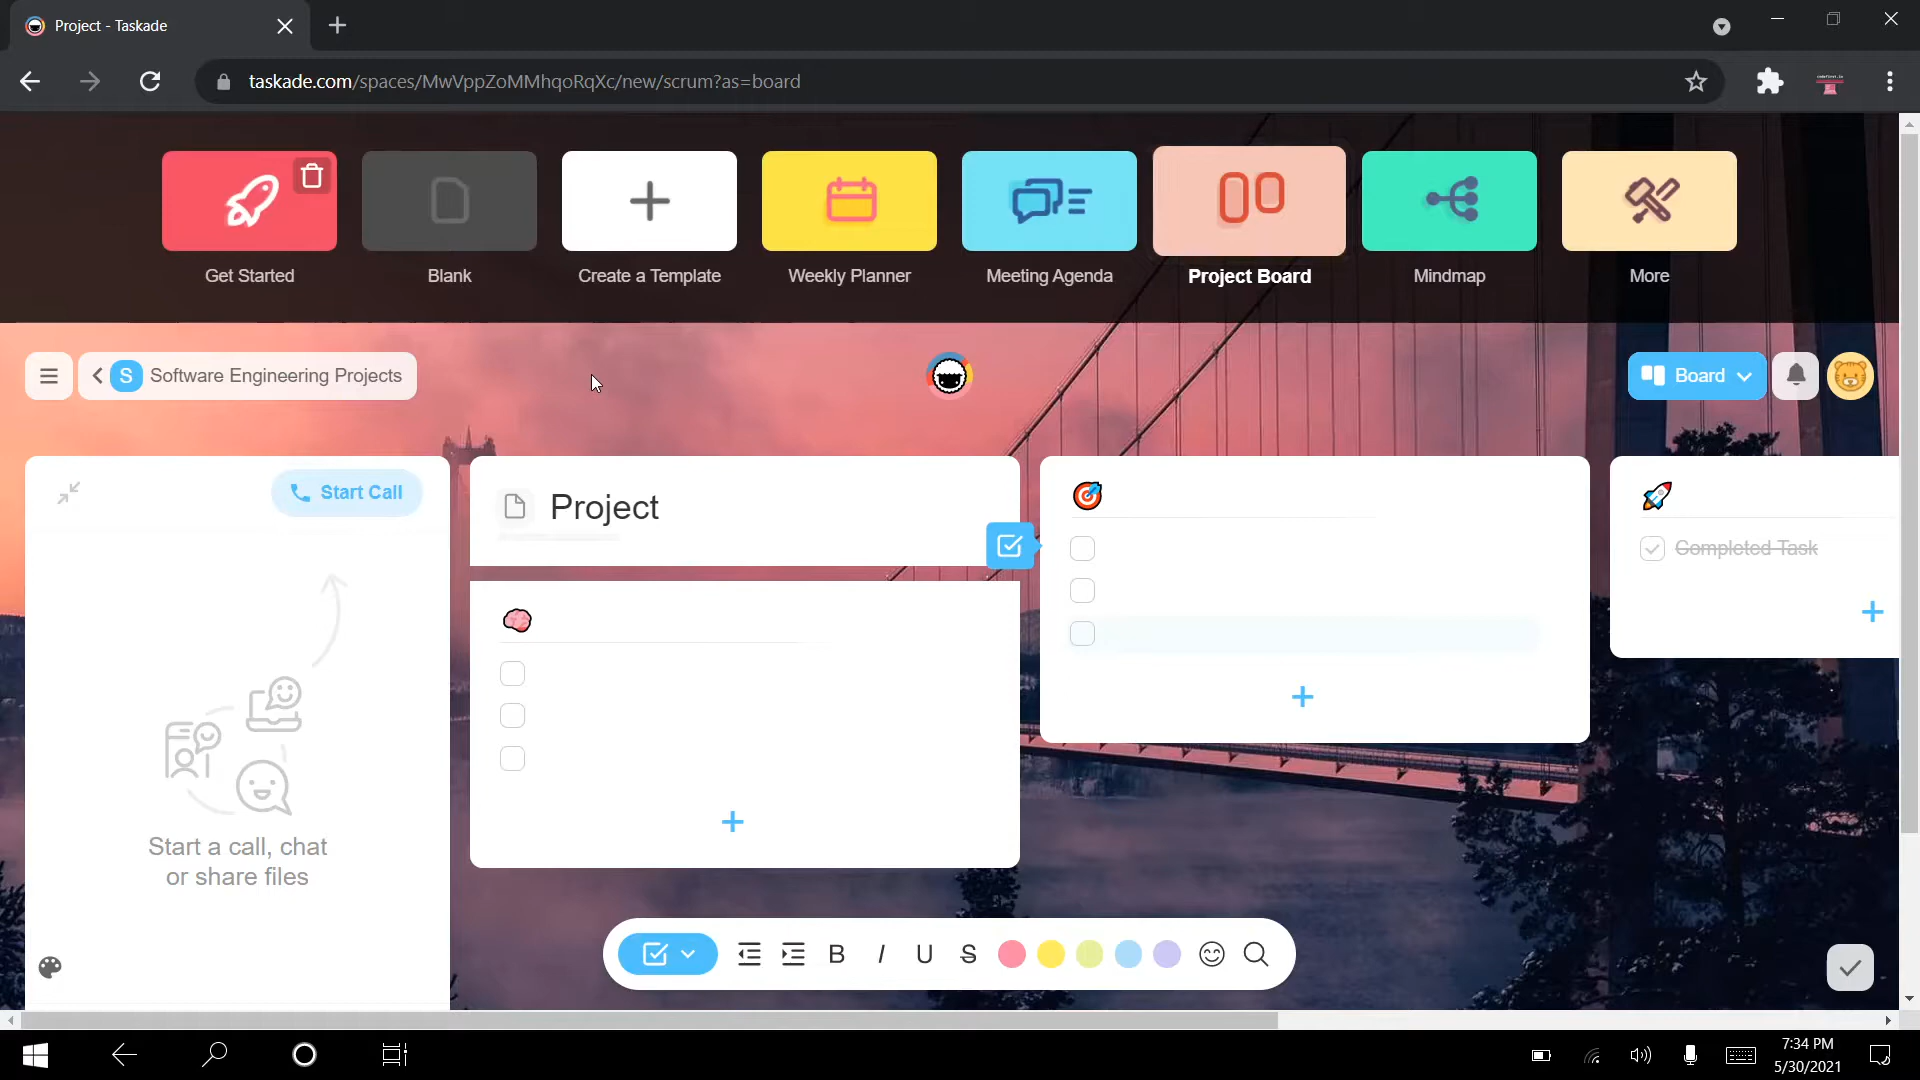 Project - Taskade
taskade.com/spaces/MwVppZoMMhqoRqXc/new/scrum?as=board
Get Started
Blank
Create a Template
Weekly Planner
Meeting Agenda
Project Board
Mindmap
More
S Software Engineering Projects
Board
Start Call
Project
Completed Task
Start a call, chat
or share files
B I U S
7:34 PM
5/30/2021